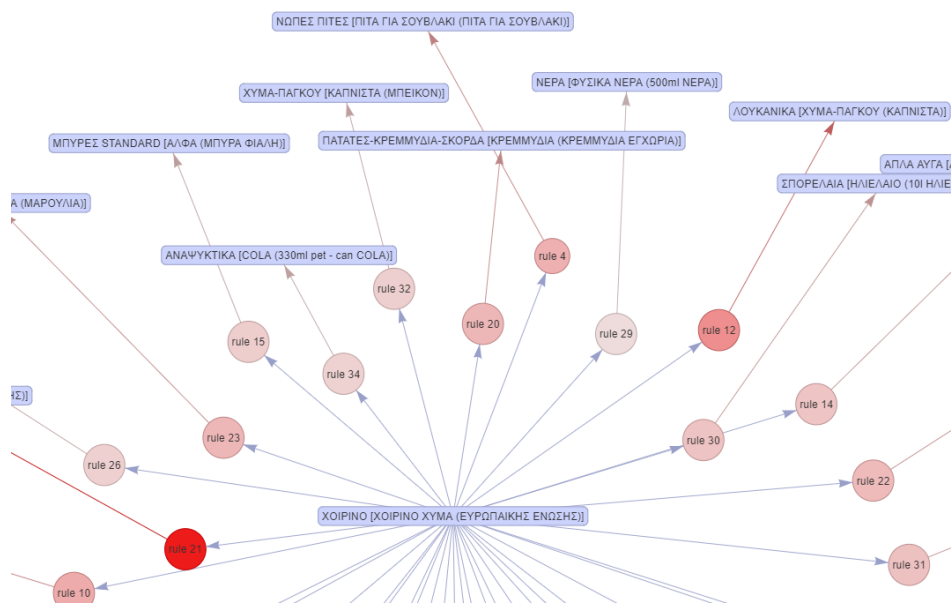 ΝΩΠΕΣ ΠΙΤΕΣ [ΠΙΤΑ ΓΙΑ ΣΟΥΒΛΑΚΙ (ΠΙΤΑ ΓΙΑ ΣΟΥΒΛΑΚΙ)]
ΝΕΡΑ [ΦΥΣΙΚΑ ΝΕΡΑ (500ml ΝΕΡΑ)]
ΧΥΜΑ-ΠΑΓΚΟΥ [ΚΑΠΝΙΣΤΑ (ΜΠΕΙΚΟΝ)]
ΛΟΥΚΑΝΙΚΑ [ΧΥΜΑ-ΠΑΓΚΟΥ (ΚΑΠΝΙΣΤΑ)]
ΜΠΥΡΕΣ STANDARD [ΑΛΦΑ (ΜΠΥΡΑ ΦΙΑΛΗ)]
ΠΑΤΑΤΕΣ-ΚΡΕΜΜΥΔΙΑ-ΣΚΟΡΔΑ [ΚΡΕΜΜΥΔΙΑ (ΚΡΕΜΜΥΔΙΑ ΕΓΧΩΡΙΑ)]
ΑΠΛΑ ΑΥΓΑ [
ΣΠΟΡΕΛΑΙΑ [ΗΛΙΕΛΑΙΟ (10l ΗΛΙΕ
Α (ΜΑΡΟΥΛΙΑ)]
ΑΝΑΨΥΚΤΙΚΑ [COLA (330ml pet - can COLA)]
rule 4
rule 32
rule 20
rule 29
rule 12
rule 15
rule 34
ΗΣ)]
rule 14
rule 23
rule 30
rule 26
rule 22
ΧΟΙΡΙΝΟ [ΧΟΙΡΙΝΟ ΧΥΜΑ (ΕΥΡΩΠΑΙΚΗΣ ΕΝΩΣΗΣ)]
rule 21
rule 31
rule 10